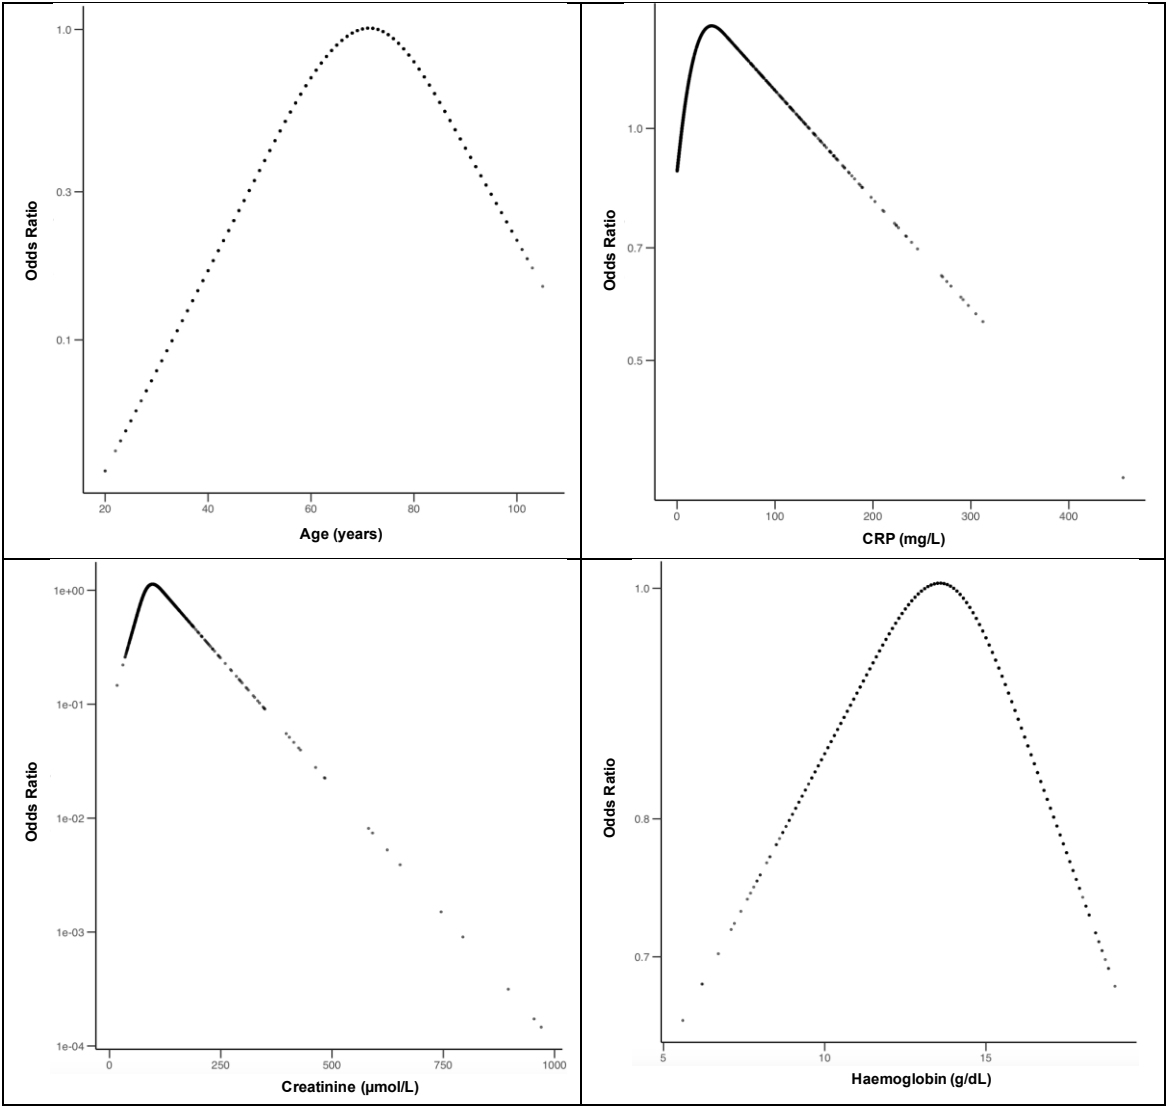 1.0
0.3
0.1
Odds Ratio
20 40 60 80 100
Age (years)
1.0
0.7
0.5
Odds Ratio
0 100 200 300 400
CRP (mg/L)
1e+00
1e-01
1e-02
1e-03
1e-04
Odds Ratio
0 250 500 750 1000
Creatinine (µmol/L)
1.0
0.8
0.7
Odds Ratio
5 10 15
Haemoglobin (g/dL)